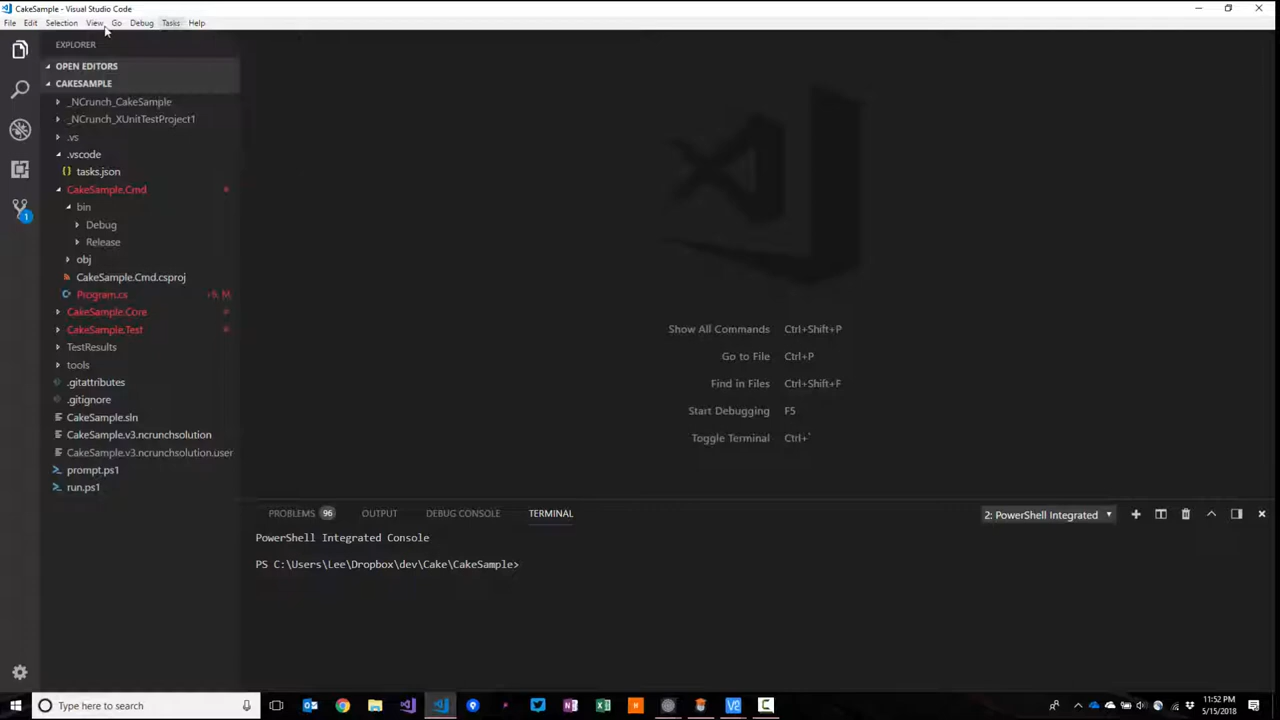 CakeSample - Visual Studio Code
File Edit Selection View Go Debug Tasks Help
EXPLORER
OPEN EDITORS
CAKESAMPLE
_NCrunch_CakeSample
_NCrunch_XUnitTestProject1
.vs
.vscode
tasks.json
CakeSample.Cmd
bin
Debug
Release
obj
CakeSample.Cmd.csproj
Program.cs M
CakeSample.Core
CakeSample.Test
TestResults
tools
.gitattributes
.gitignore
CakeSample.sln
CakeSample.v3.ncrunchsolution
CakeSample.v3.ncrunchsolution.user
prompt.ps1
run.ps1
1
Show All Commands Ctrl+Shift+P
Go to File Ctrl+P
Find in Files Ctrl+Shift+F
Start Debugging F5
Toggle Terminal Ctrl+`
PROBLEMS 96 OUTPUT DEBUG CONSOLE TERMINAL 2: PowerShell Integrated
PowerShell Integrated Console
PS C:\Users\Lee\Dropbox\dev\Cake\CakeSample>
Type here to search
11:52 PM
5/15/2018